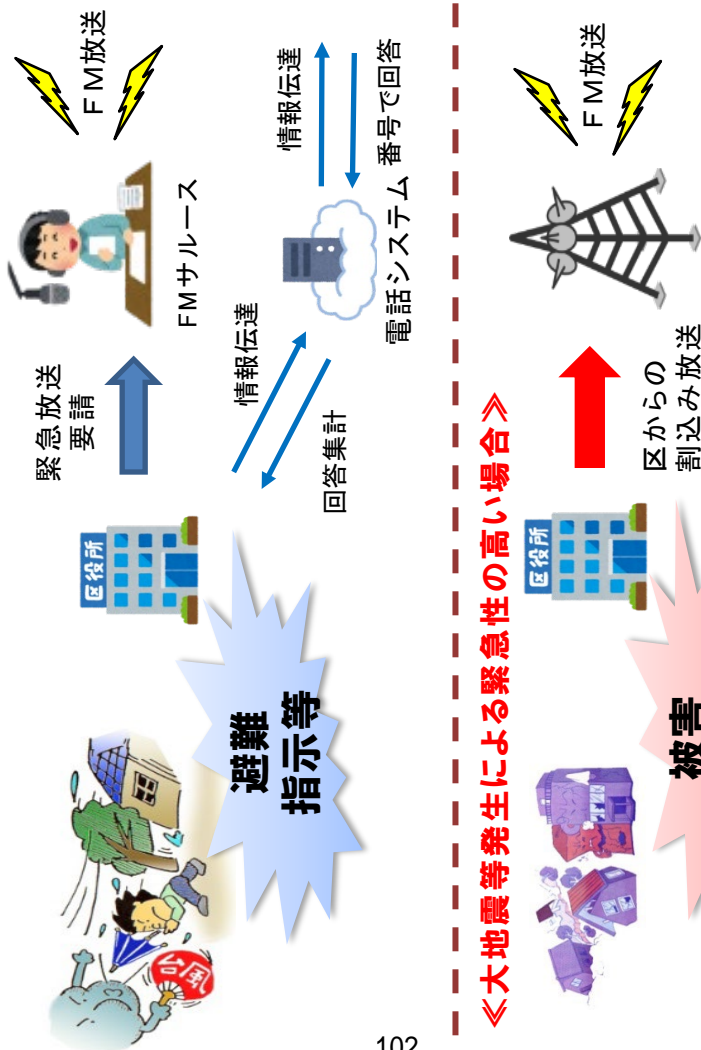 台風
避難
指示等
区役所
緊急放送
要請
FMサルース
ＦＭ放送
情報伝達
回答集計
電話システム
情報伝達
番号で回答
≪大地震等発生による緊急性の高い場合≫
被害
区役所
区からの
割込み放送
ＦＭ放送
102